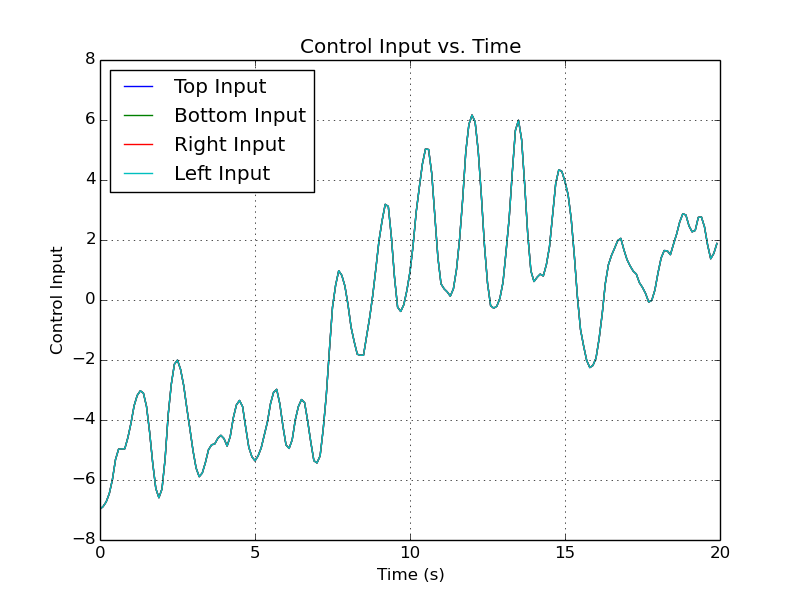 Control Input vs. Time
8
6
4
2
0
−2
−4
−6
−8
Control Input
Top Input
Bottom Input
Right Input
Left Input
0 5 10 15 20
Time (s)